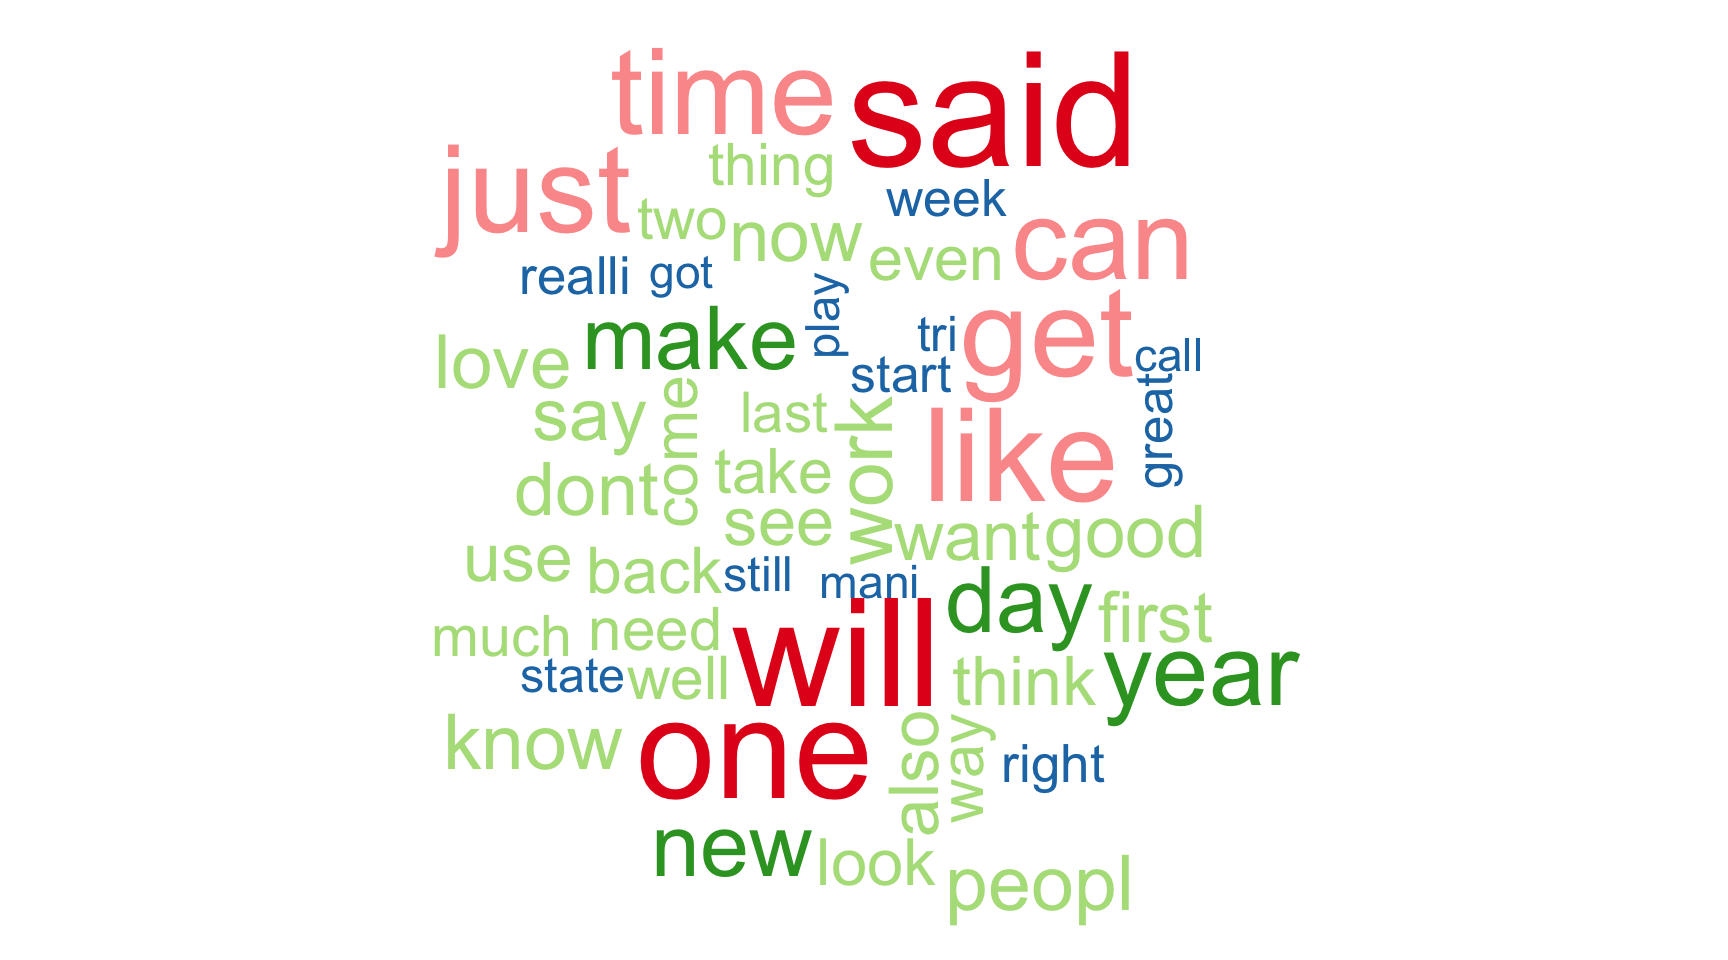 time
said
just
thing
week
two
now
even
can
realli
got
play
make
tri
get
call
love
start
great
say
come
last
work
like
dont
take
see
want
good
use
back
still
mani
day
first
much
need
will
state
well
think
year
know
one
also
way
right
new
look
peopl